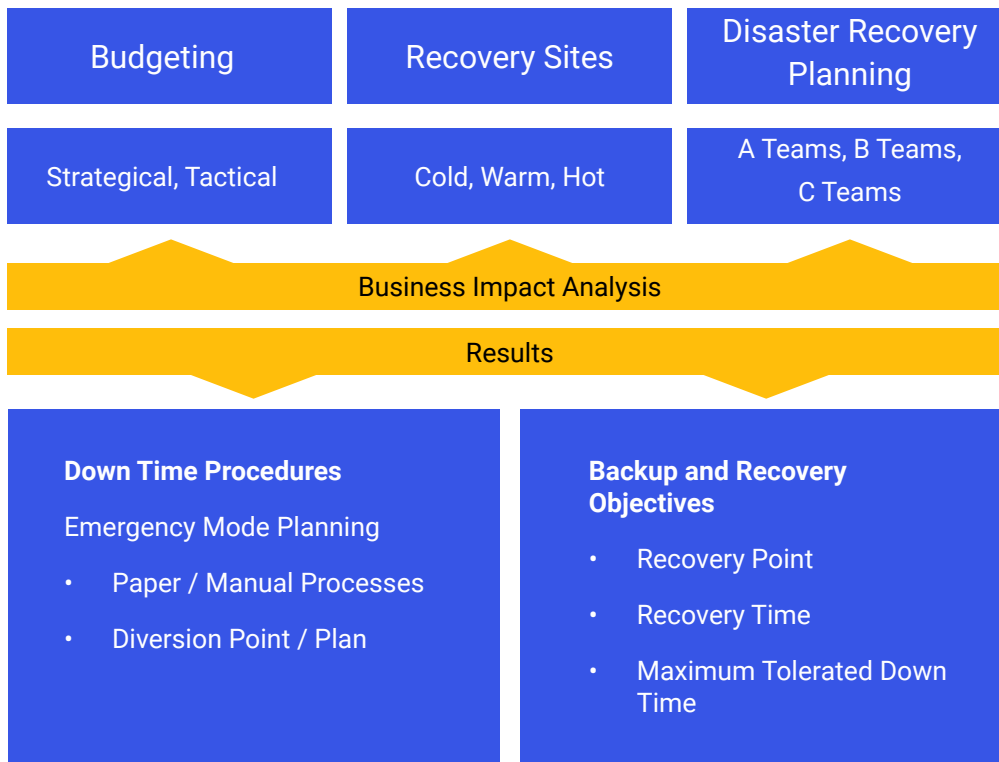 Budgeting
Recovery Sites
Disaster Recovery
Planning
Strategical, Tactical
Cold, Warm, Hot
A Teams, B Teams,
C Teams
Business Impact Analysis
Results
Down Time Procedures
Emergency Mode Planning
• Paper / Manual Processes
• Diversion Point / Plan
Backup and Recovery
Objectives
• Recovery Point
• Recovery Time
• Maximum Tolerated Down
Time